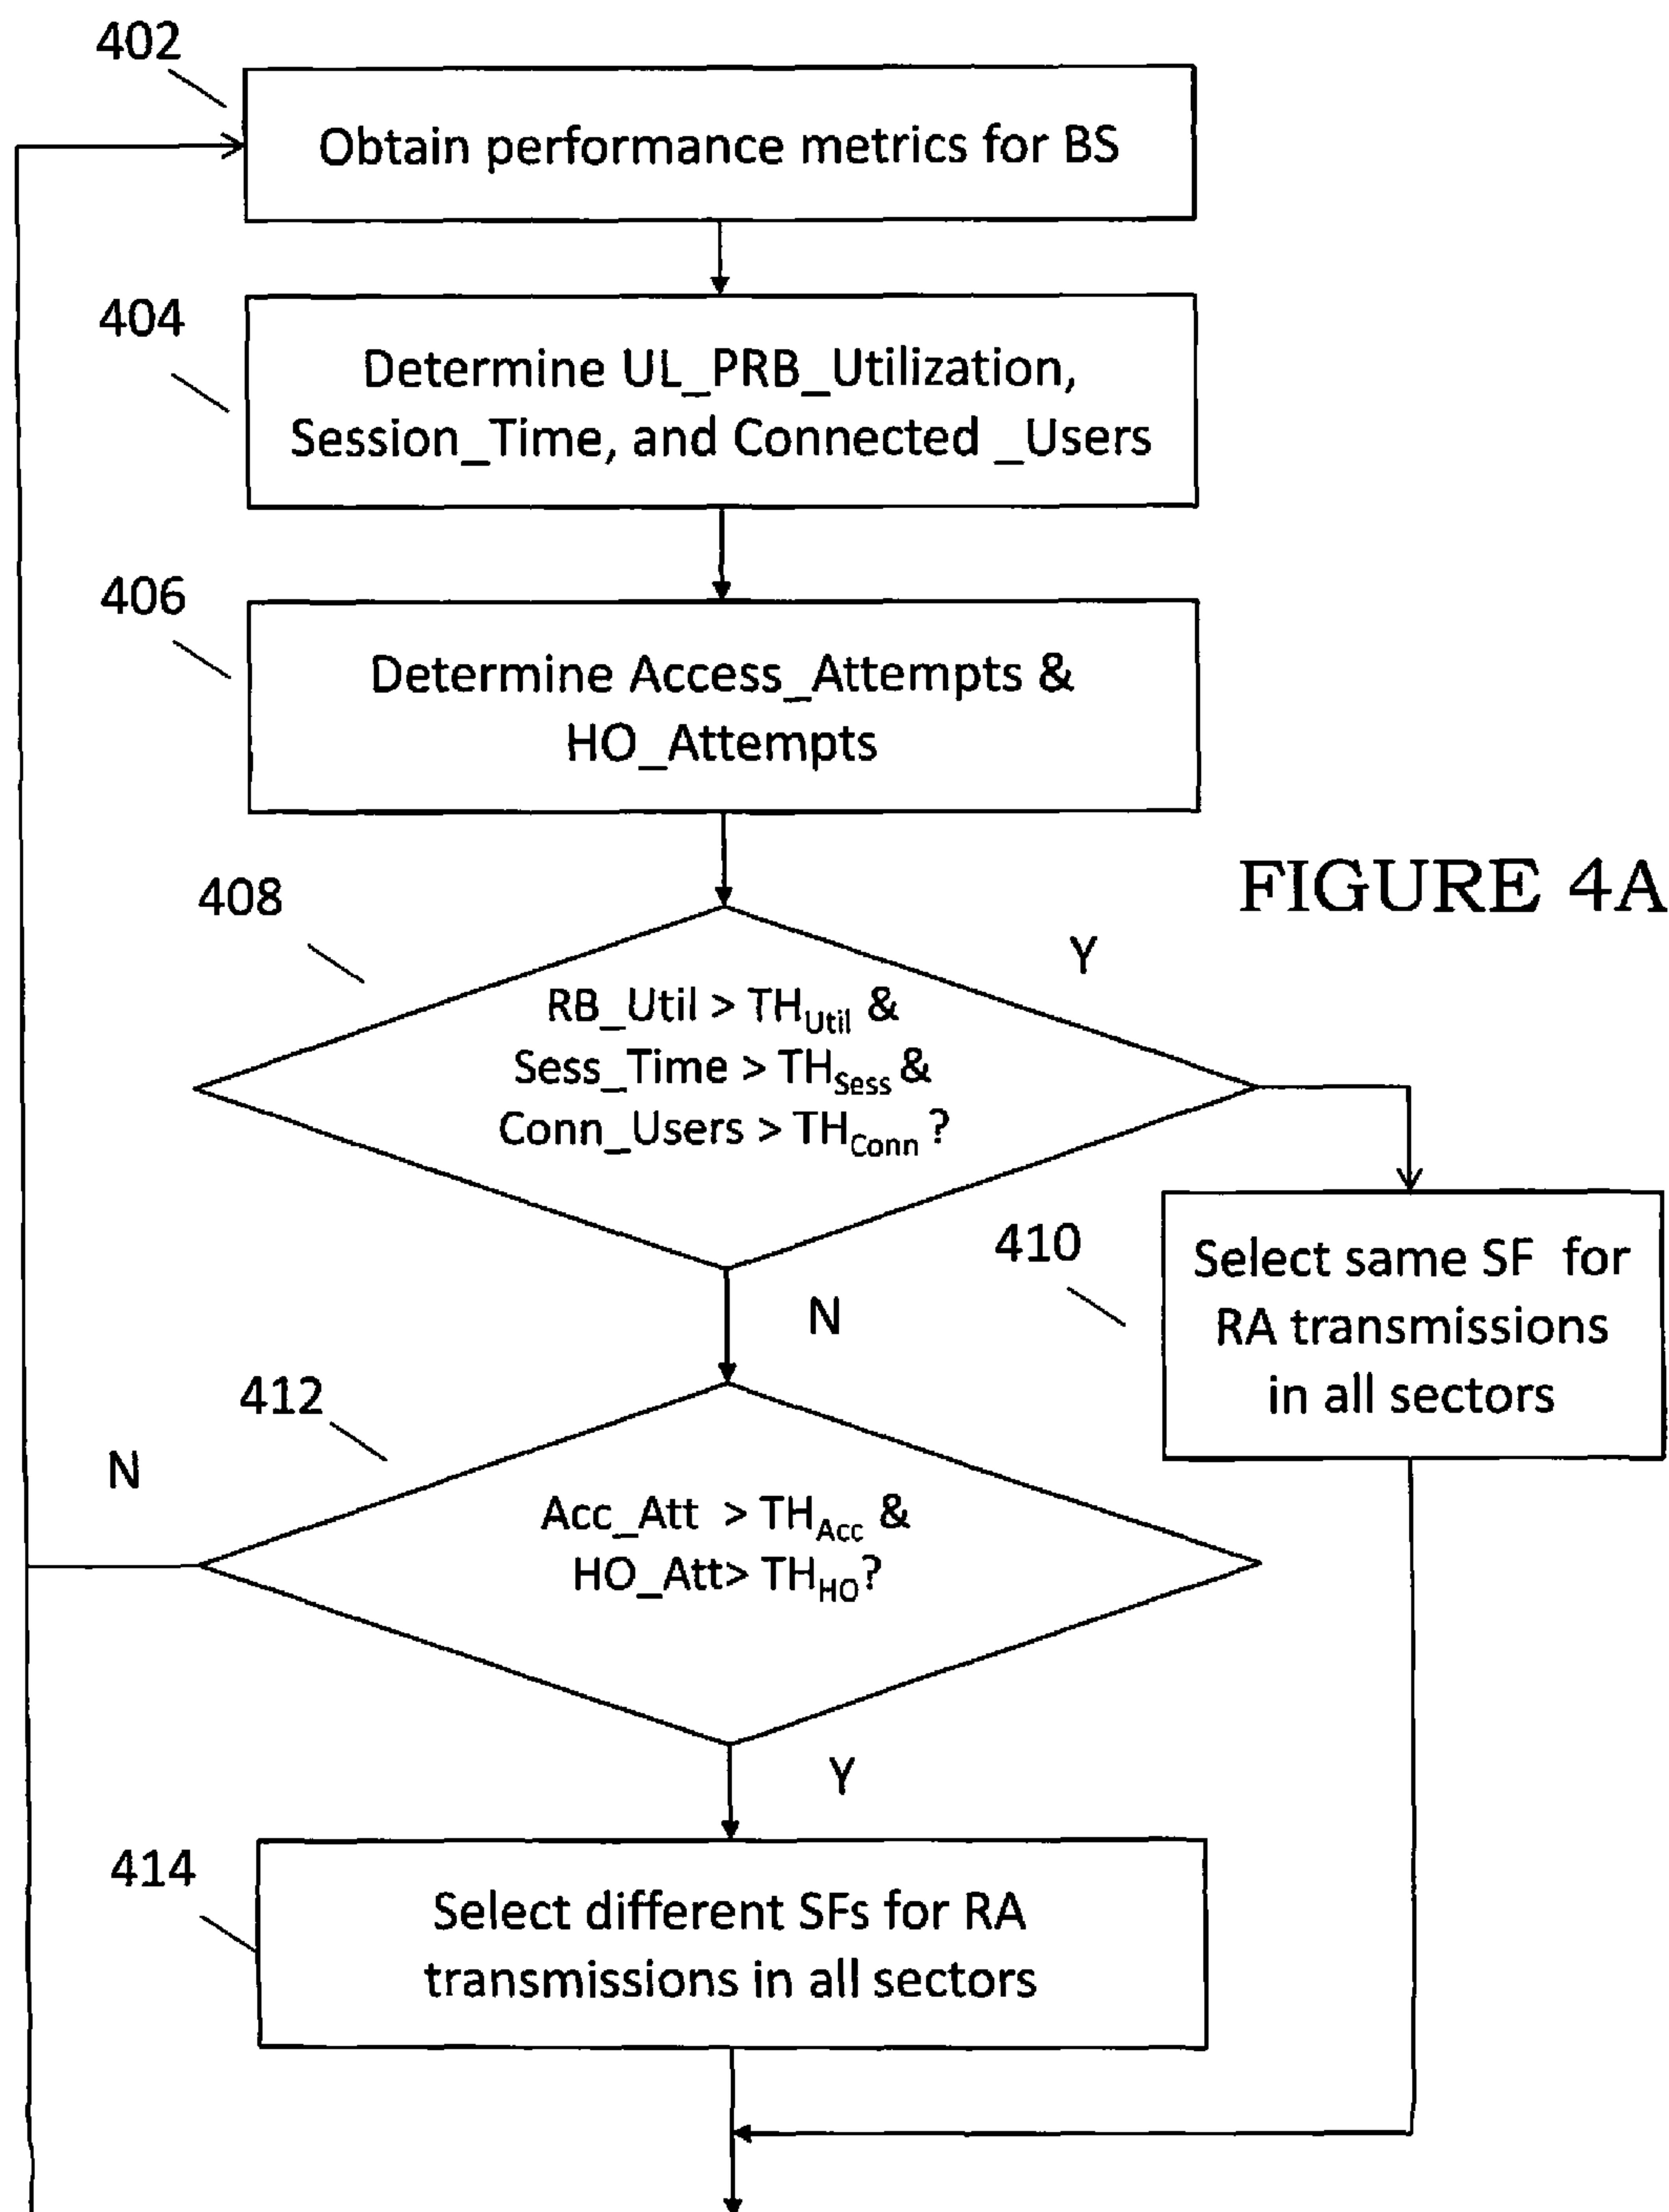 402
Obtain performance metrics for BS
404
Determine UL_PRB_Utilization,
Session_Time, and Connected _Users
406
Determine Access_Attempts &
HO_Attempts
FIGURE 4A
408
Y
RB_Util > TH_Util &
Sess_Time > TH_Sess &
Conn_Users > TH_Conn ?
410
Select same SF for
RA transmissions
in all sectors
N
412
N
Acc_Att > TH_Acc &
HO_Att> TH_HO?
Y
414
Select different SFs for RA
transmissions in all sectors